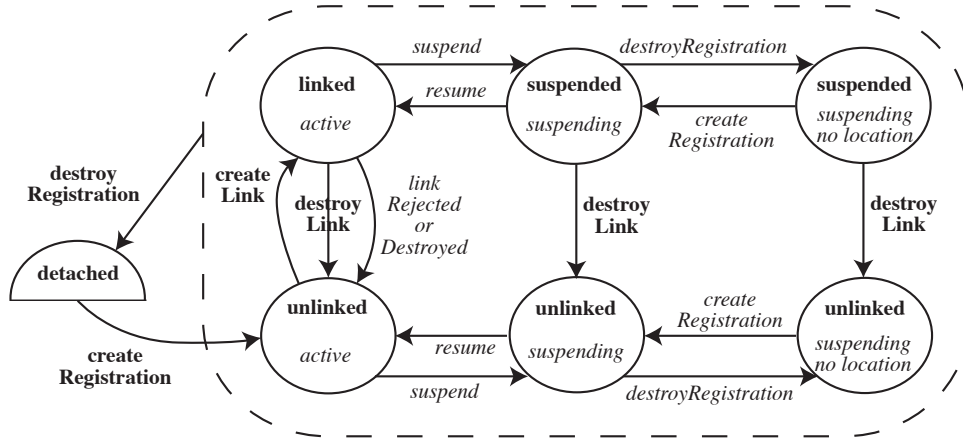 suspend
destroyRegistration
linked
active
resume
suspended
suspending
create
Registration
suspended
suspending
no location
destroy
Registration
create
Link
destroy
Link
link
Rejected
or
Destroyed
destroy
Link
destroy
Link
detached
unlinked
active
unlinked
suspending
create
Registration
unlinked
suspending
no location
resume
create
Registration
suspend
destroyRegistration